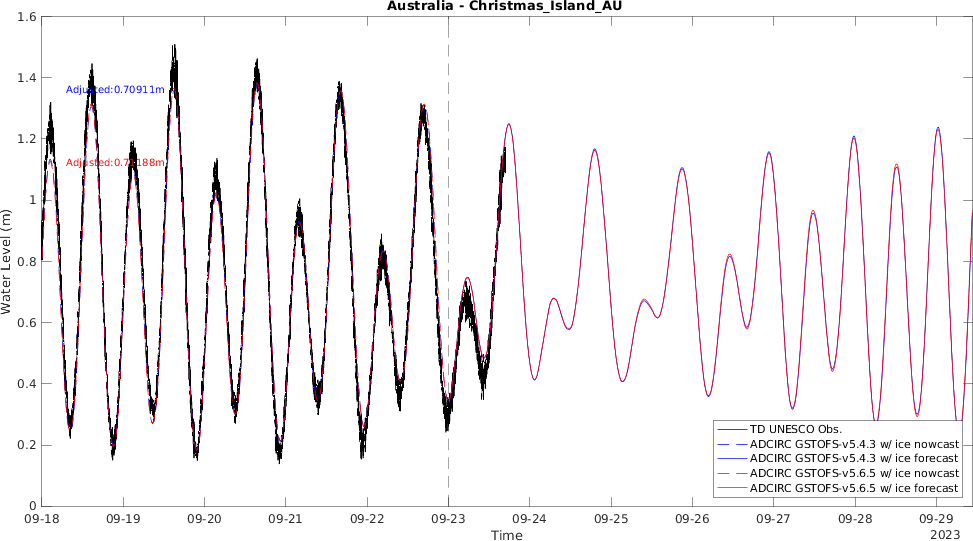 Australia - Christmas_Island_AU
1.6
1.4
1.2
1
0.8
0.6
0.4
0.2
0
Water Level (m)
Adjusted:0.70911m
TD UNESCO Obs.
ADCIRC GSTOFS-v5.4.3 w/ ice nowcast
ADCIRC GSTOFS-v5.4.3 w/ ice forecast
ADCIRC GSTOFS-v5.6.5 w/ ice nowcast
ADCIRC GSTOFS-v5.6.5 w/ ice forecast
09-18 09-19 09-20 09-21 09-22 09-23 09-24 09-25 09-26 09-27 09-28 09-29
Time
2023